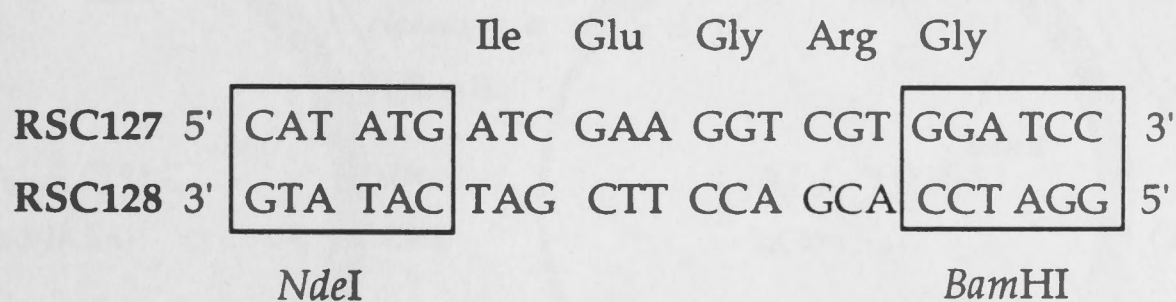 Ile Glu Gly Arg Gly
RSC127 5' CAT ATG ATC GAA GGT CGT GGA TCC 3'
RSC128 3' GTA TAC TAG CTT CCA GCA CCT AGG 5'
NdeI BamHI